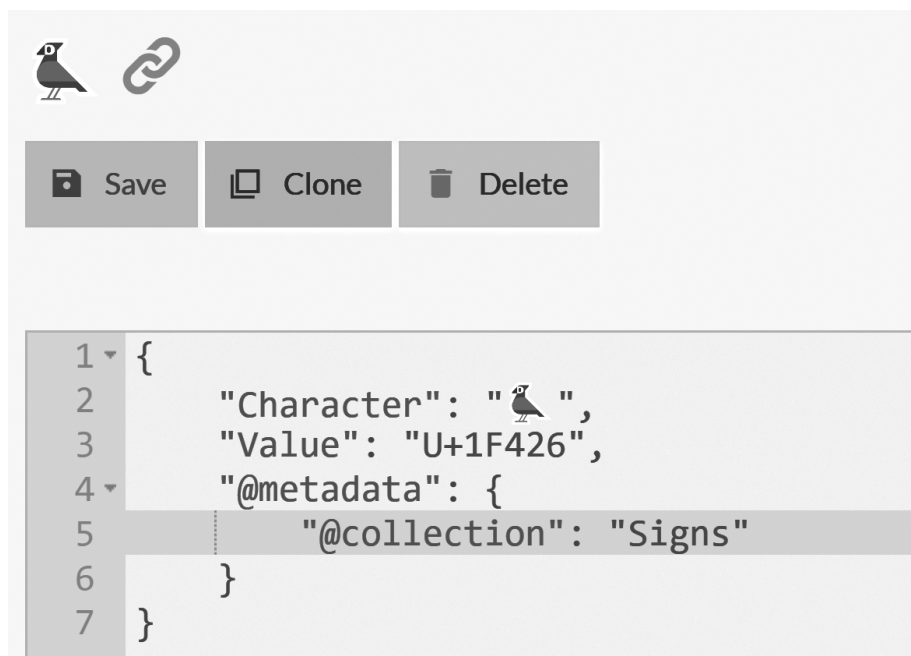 🐦
Save Clone Delete
1 {
2 "Character": "🐦",
3 "Value": "U+1F426",
4 "@metadata": {
5 "@collection": "Signs"
6 }
7 }